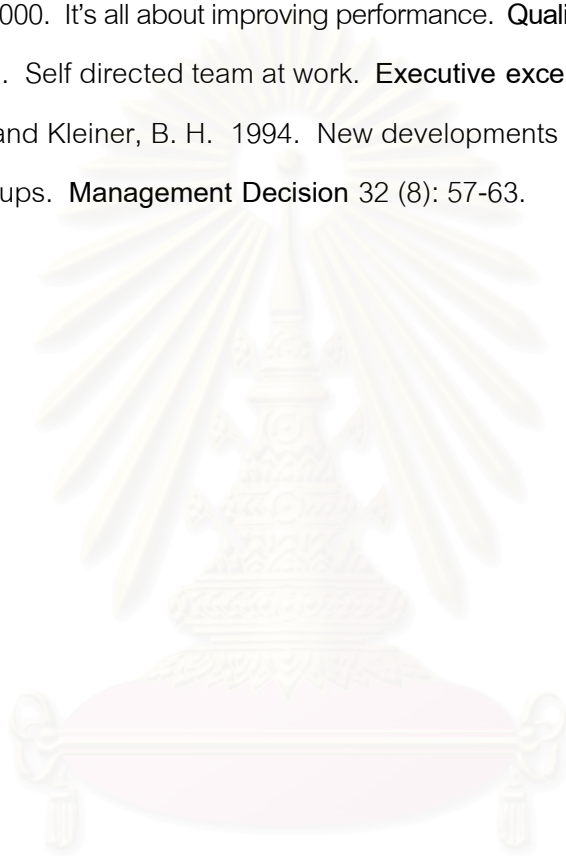 000. It's all about improving performance. Quali
. Self directed team at work. Executive exce
and Kleiner, B. H. 1994. New developments
ups. Management Decision 32 (8): 57-63.